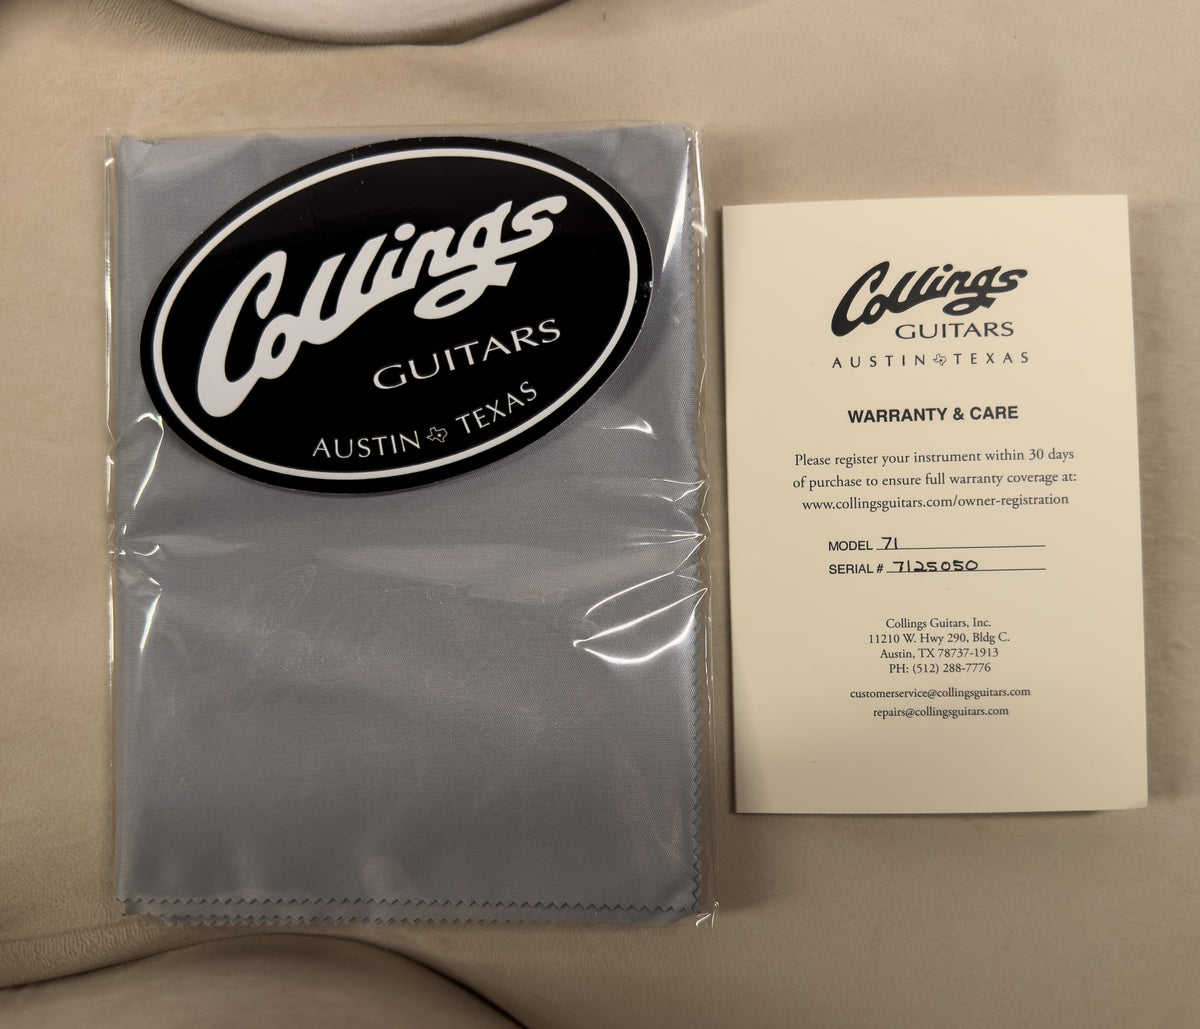 Collings
GUITARS
AUSTIN TEXAS
Collings
GUITARS
AUSTIN TEXAS
WARRANTY & CARE
Please register your instrument within 30 days
of purchase to ensure full warranty coverage at:
www.collingsguitars.com/owner-registration
MODEL 71
SERIAL # 7125050
Collings Guitars, Inc.
11210 W. Hwy 290, Bldg C.
Austin, TX 78737-1913
PH: (512) 288-7776
customerservice@collingsguitars.com
repairs@collingsguitars.com